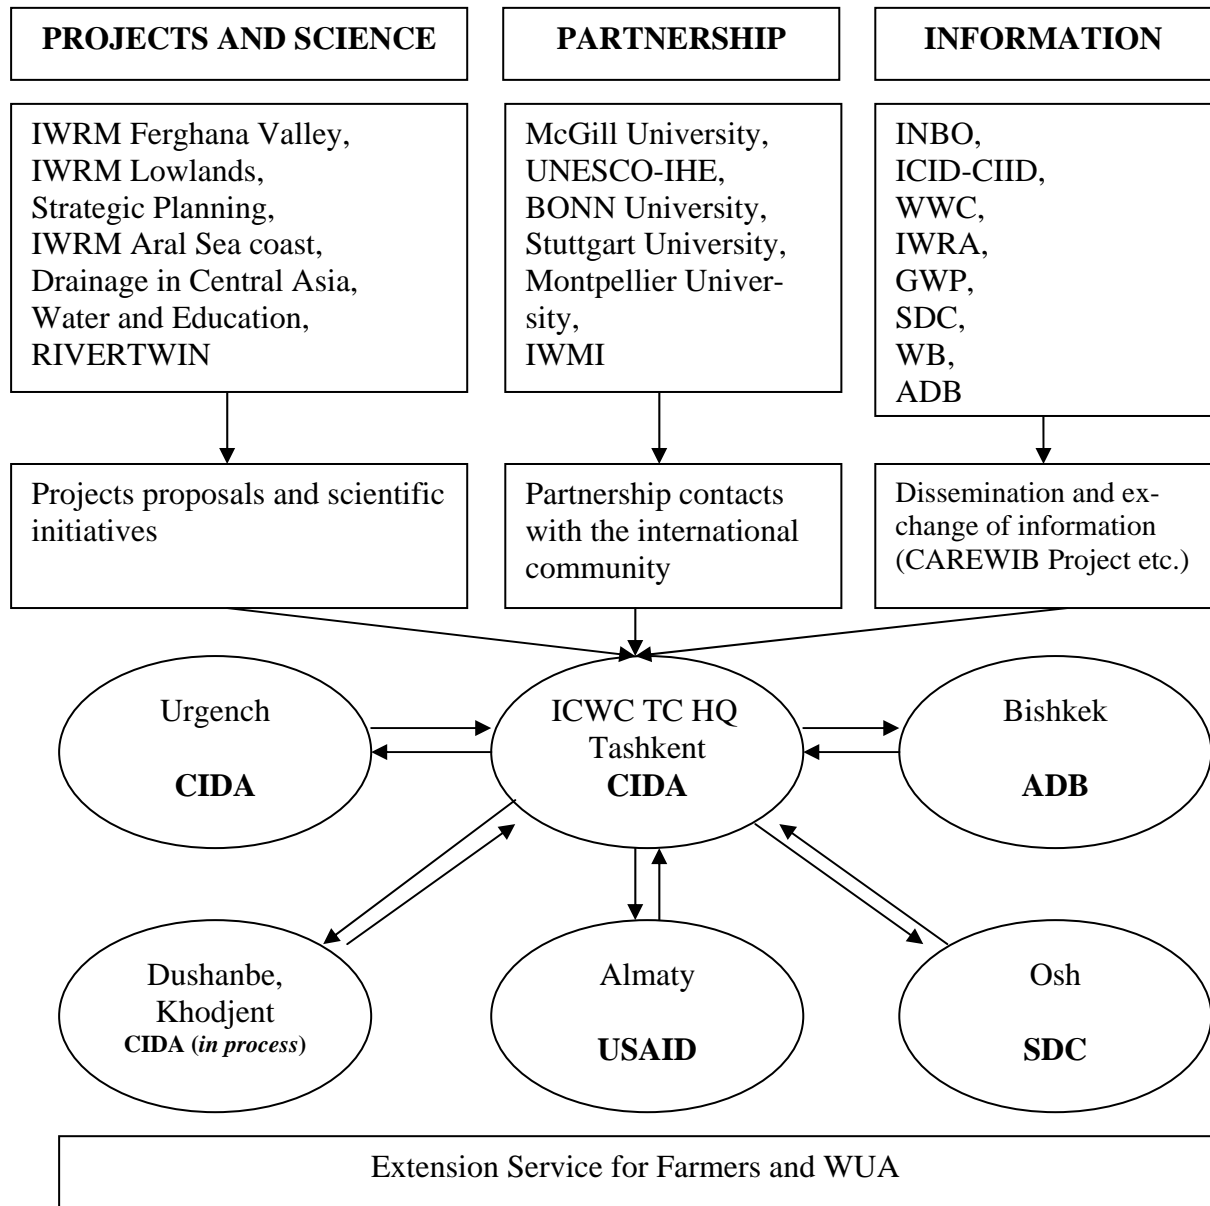 PROJECTS AND SCIENCE
PARTNERSHIP
INFORMATION
IWRM Ferghana Valley,
IWRM Lowlands,
Strategic Planning,
IWRM Aral Sea coast,
Drainage in Central Asia,
Water and Education,
RIVERTWIN
McGill University,
UNESCO-IHE,
BONN University,
Stuttgart University,
Montpellier Univer-
sity,
IWMI
INBO,
ICID-CIID,
WWC,
IWRA,
GWP,
SDC,
WB,
ADB
Projects proposals and scientific
initiatives
Partnership contacts
with the international
community
Dissemination and ex-
change of information
(CAREWIB Project etc.)
Urgench
CIDA
ICWC TC HQ
Tashkent
CIDA
Bishkek
ADB
Dushanbe,
Khodjent
CIDA (in process)
Almaty
USAID
Osh
SDC
Extension Service for Farmers and WUA